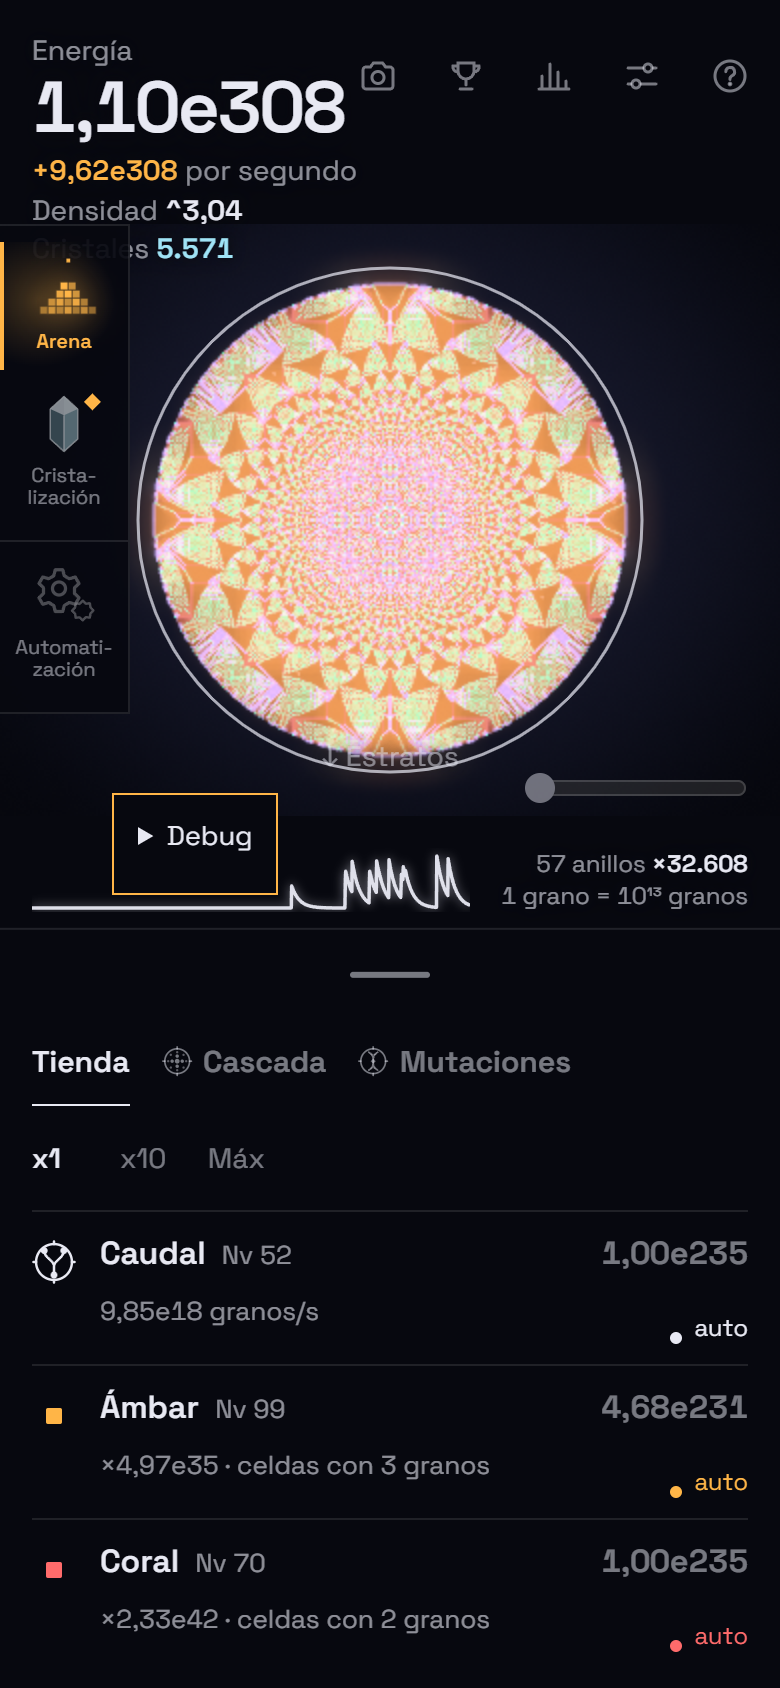 Energía
1,10e308
+9,62e308 por segundo
Densidad ^3,04
Cristales 5.571
Arena
Crista-
lización
Automati-
zación
↓ Estratos
Debug
57 anillos ×32.608
1 grano = 10¹³ granos
Tienda Cascada Mutaciones
x1 x10 Máx
Caudal Nv 52 1,00e235
9,85e18 granos/s
auto
Ámbar Nv 99 4,68e231
×4,97e35 · celdas con 3 granos
auto
Coral Nv 70 1,00e235
×2,33e42 · celdas con 2 granos
auto